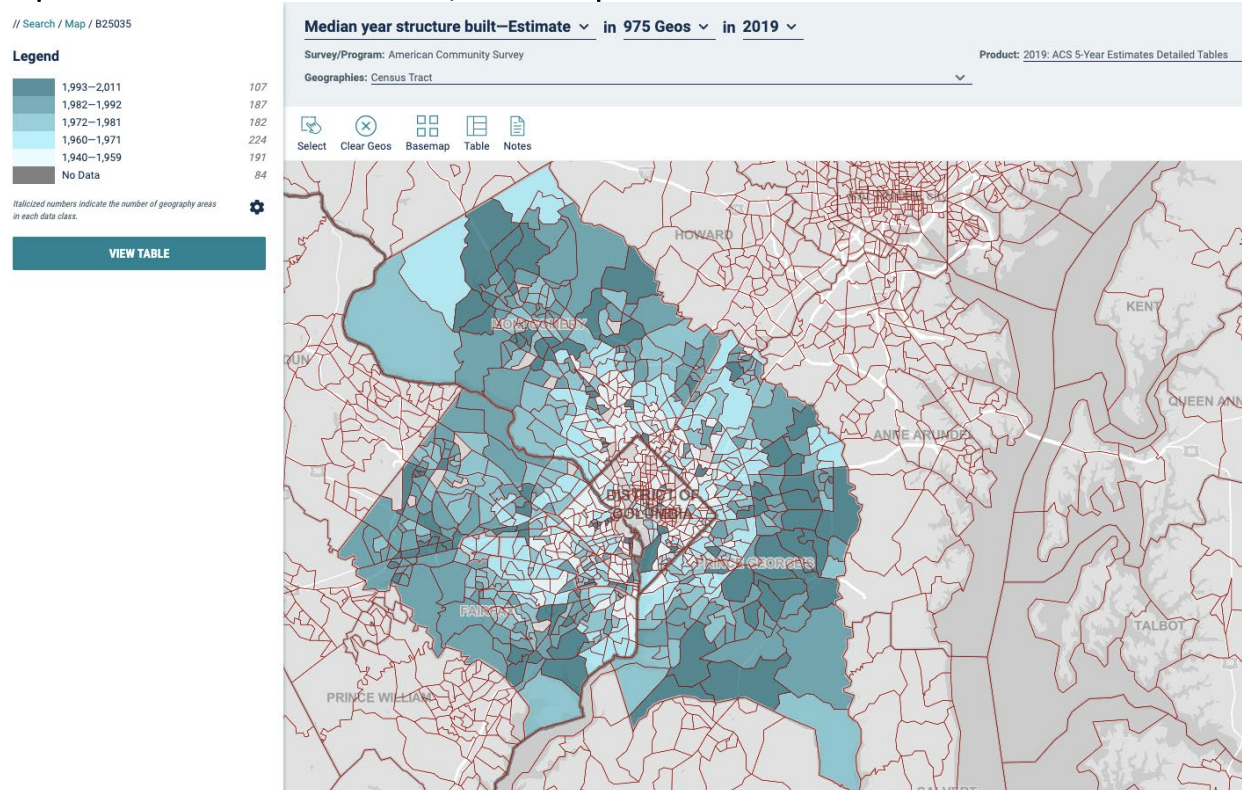 // Search / Map / B25035
Legend
1,993—2,011 107
1,982—1,992 187
1,972—1,981 182
1,960—1,971 224
1,940—1,959 191
No Data 84
Italicized numbers indicate the number of geography areas
in each data class.
VIEW TABLE
Median year structure built—Estimate in 975 Geos in 2019
Survey/Program: American Community Survey
Product: 2019: ACS 5-Year Estimates Detailed Tables
Geographies: Census Tract
Select Clear Geos Basemap Table Notes
HOWARD
KENT
MONTGOMERY
QUEEN ANN
ANNE ARUNDEL
DISTRICT OF
COLUMBIA
PRINCE GEORGE'S
FAIRFAX
TALBOT
PRINCE WILLIAM
CALVERT